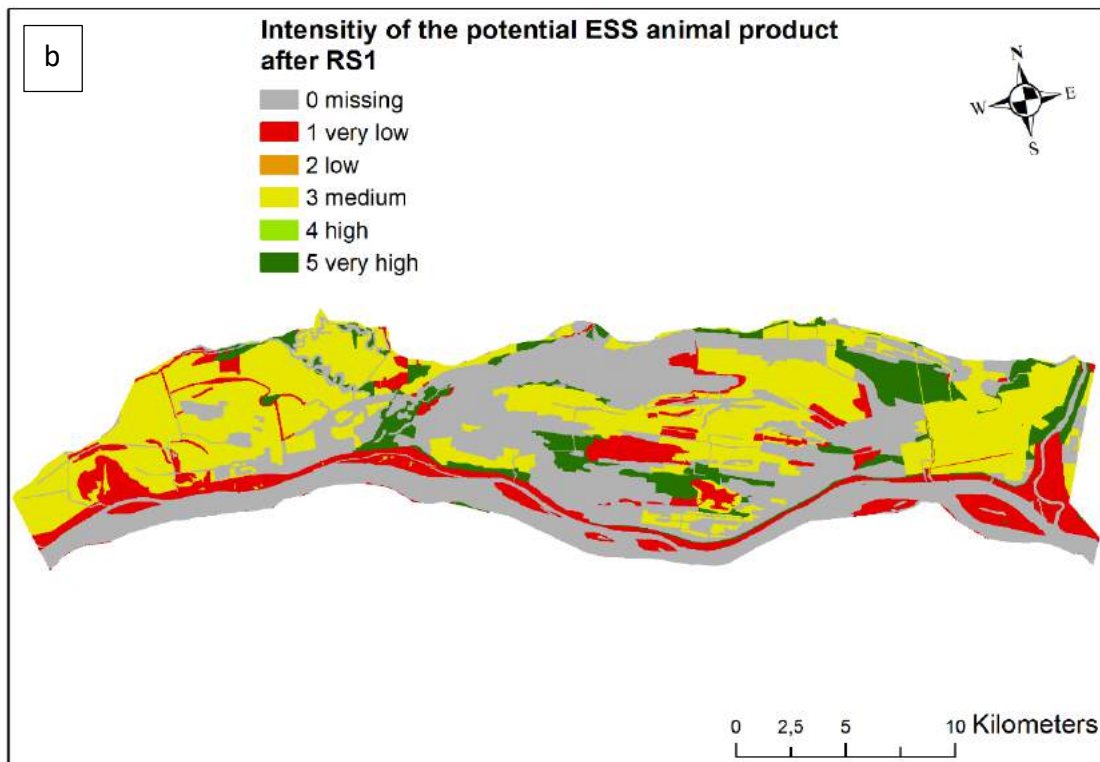 b
Intensitiy of the potential ESS animal product
after RS1
0 missing
1 very low
2 low
3 medium
4 high
5 very high
N
W E
S
0 2,5 5 10 Kilometers